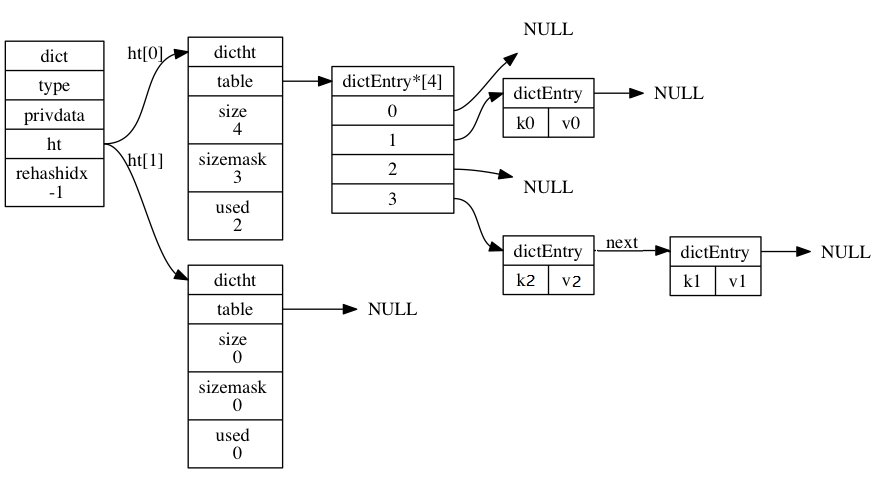 dict
type
privdata
ht
rehashidx
-1
ht[0]
ht[1]
dictht
table
size
4
sizemask
3
used
2
dictht
table
size
0
sizemask
0
used
0
NULL
dictEntry*[4]
0
1
2
3
NULL
dictEntry
k0 v0
NULL
NULL
dictEntry
k2 v2
next
dictEntry
k1 v1
NULL